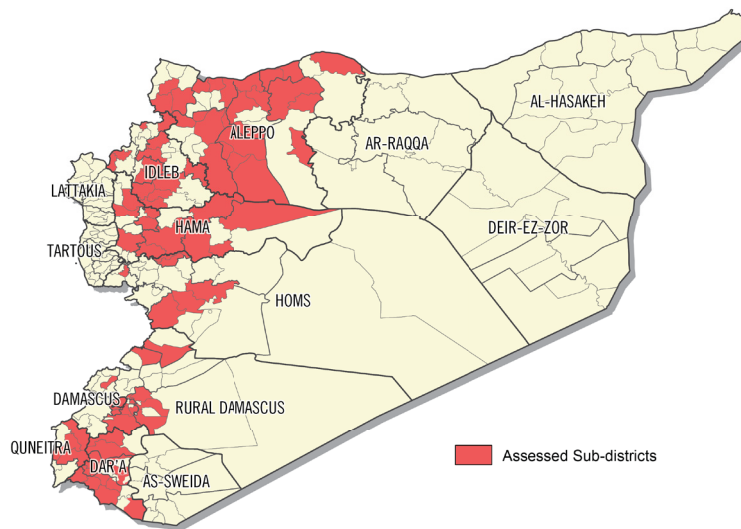 AL-HASAKEH
ALEPPO
AR-RAQQA
IDLEB
LATTAKIA
HAMA
DEIR-EZ-ZOR
TARTOUS
HOMS
DAMASCUS
RURAL DAMASCUS
QUNEITRA
DAR'A
AS-SWEIDA
Assessed Sub-districts